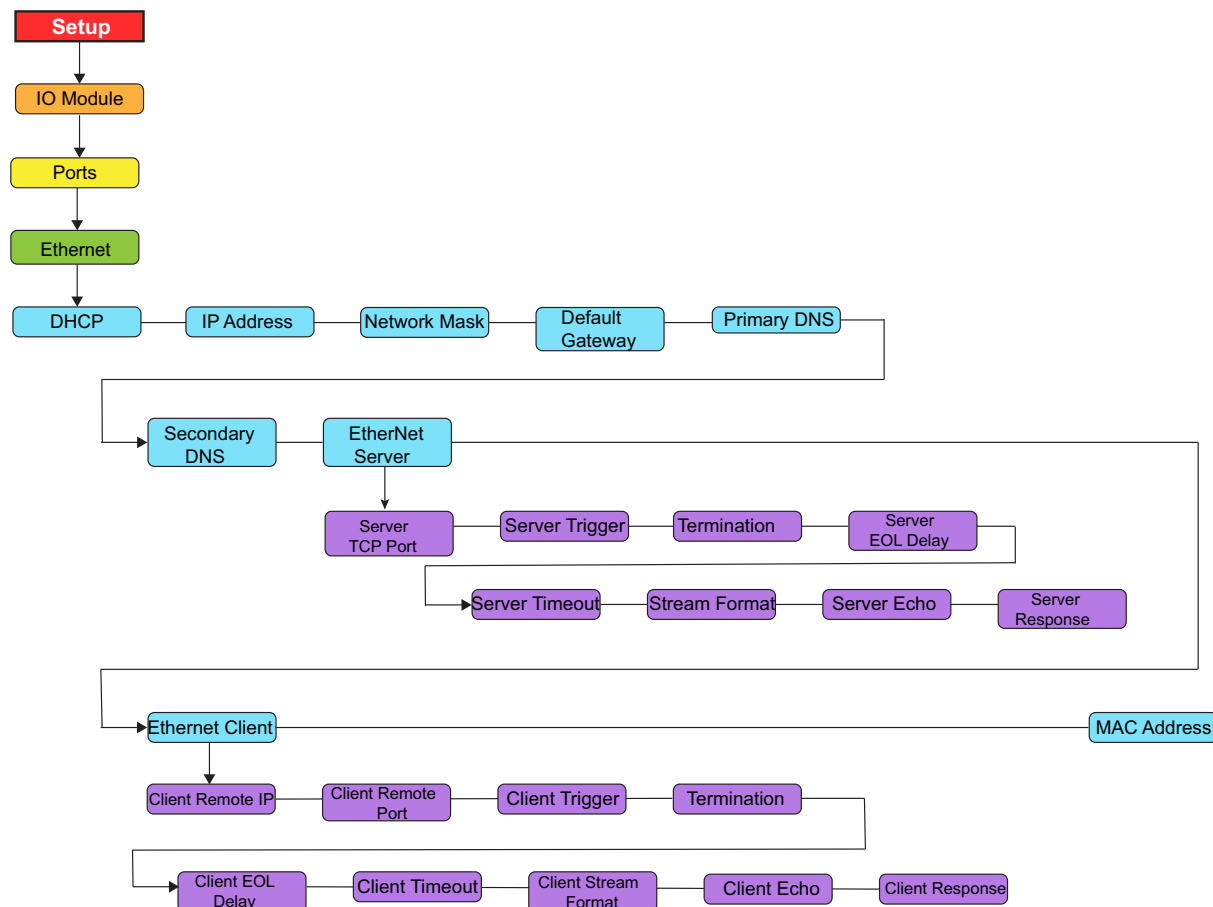 Setup
IO Module
Ports
Ethernet
DHCP
IP Address
Network Mask
Default
Gateway
Primary DNS
Secondary
DNS
EtherNet
Server
Server
TCP Port
Server Trigger
Termination
Server
EOL Delay
Server Timeout
Stream Format
Server Echo
Server
Response
Ethernet Client
MAC Address
Client Remote IP
Client Remote
Port
Client Trigger
Termination
Client EOL
Delay
Client Timeout
Client Stream
Format
Client Echo
Client Response